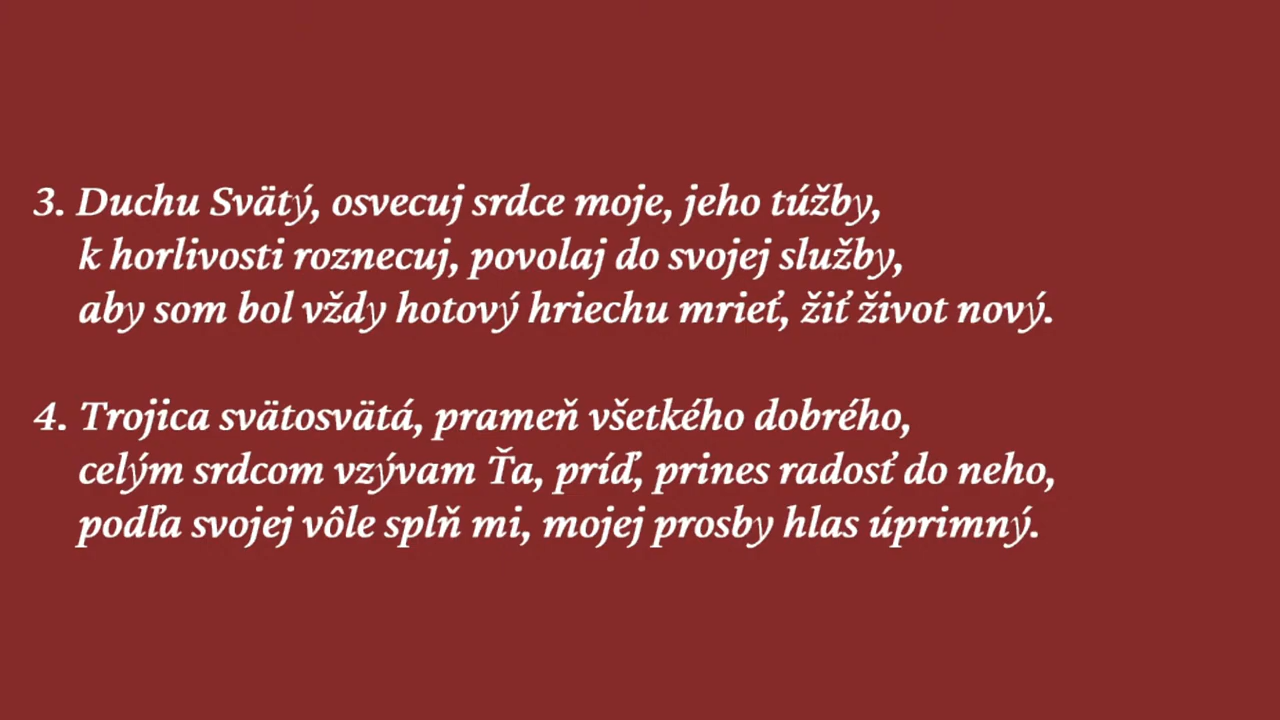 3. Duchu Svätý, osvecuj srdce moje, jeho túžby,
k horlivosti roznecuj, povolaj do svojej služby,
aby som bol vždy hotový hriechu mrieť, žiť život nový.
4. Trojica svätosvätá, prameň všetkého dobrého,
celým srdcom vzývam Ťa, príď, prines radosť do neho,
podľa svojej vôle splň mi, mojej prosby hlas úprimný.